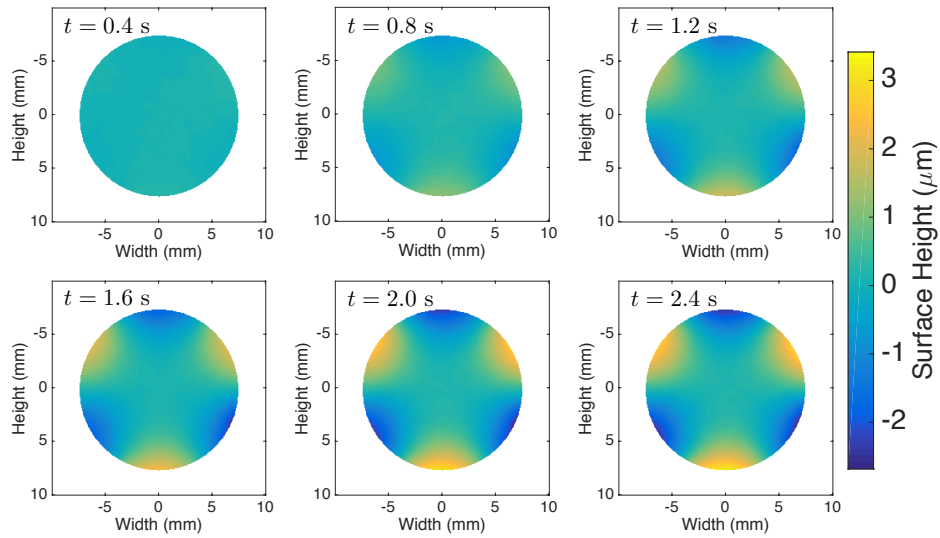 t = 0.4 s
t = 0.8 s
t = 1.2 s
-5
0
5
10
Height (mm)
-5 0 5 10
Width (mm)
-5
0
5
10
Height (mm)
-5 0 5 10
Width (mm)
-5
0
5
10
Height (mm)
-5 0 5 10
Width (mm)
t = 1.6 s
t = 2.0 s
t = 2.4 s
-5
0
5
10
Height (mm)
-5 0 5 10
Width (mm)
-5
0
5
10
Height (mm)
-5 0 5 10
Width (mm)
-5
0
5
10
Height (mm)
-5 0 5 10
Width (mm)
3
2
1
0
-1
-2
Surface Height (μm)